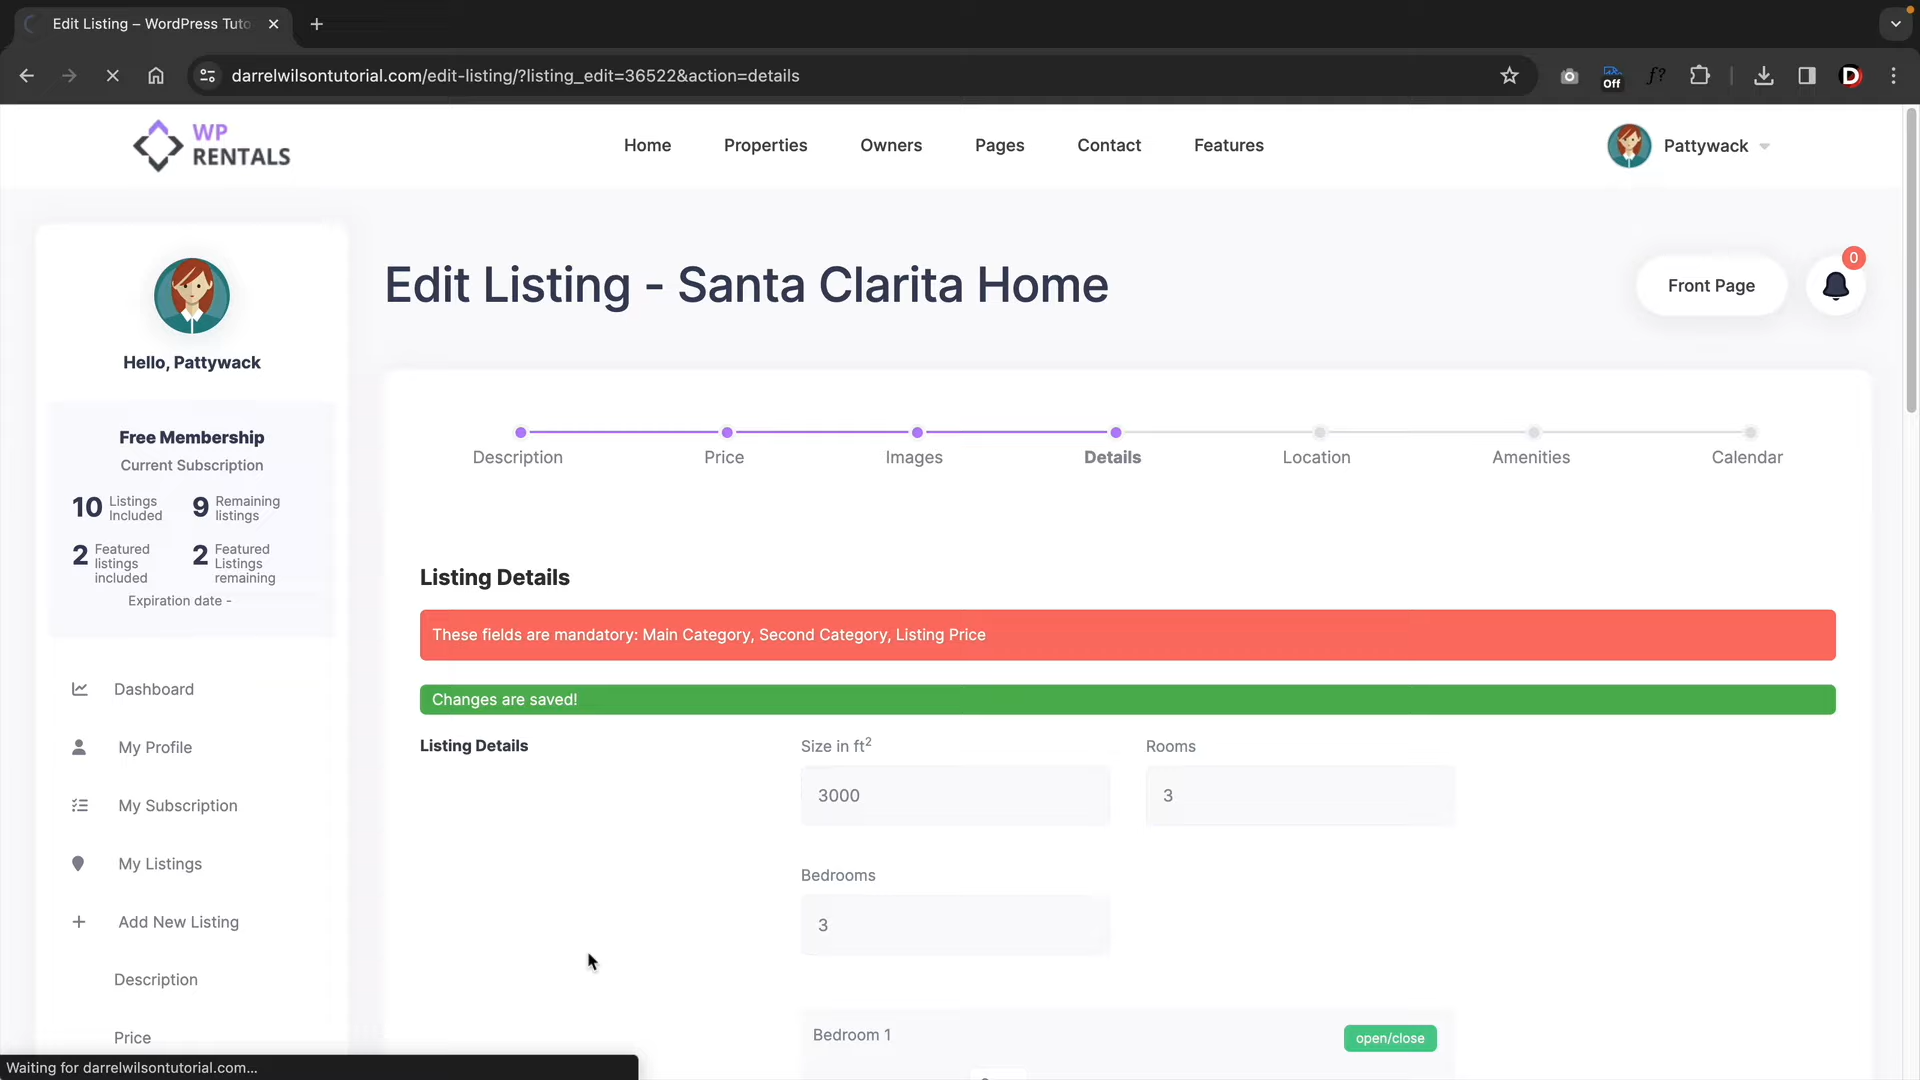 Edit Listing – WordPress Tuto
darrelwilsontutorial.com/edit-listing/?listing_edit=36522&action=details
Off
f?
D
WP
RENTALS
Home
Properties
Owners
Pages
Contact
Features
Pattywack
Hello, Pattywack
Free Membership
Current Subscription
10 Listings Included
9 Remaining listings
2 Featured listings included
2 Featured Listings remaining
Expiration date -
Dashboard
My Profile
My Subscription
My Listings
Add New Listing
Description
Price
Edit Listing - Santa Clarita Home
Front Page
0
Description
Price
Images
Details
Location
Amenities
Calendar
Listing Details
These fields are mandatory: Main Category, Second Category, Listing Price
Changes are saved!
Listing Details
Size in ft²
Rooms
3000
3
Bedrooms
3
Bedroom 1
open/close
Waiting for darrelwilsontutorial.com...